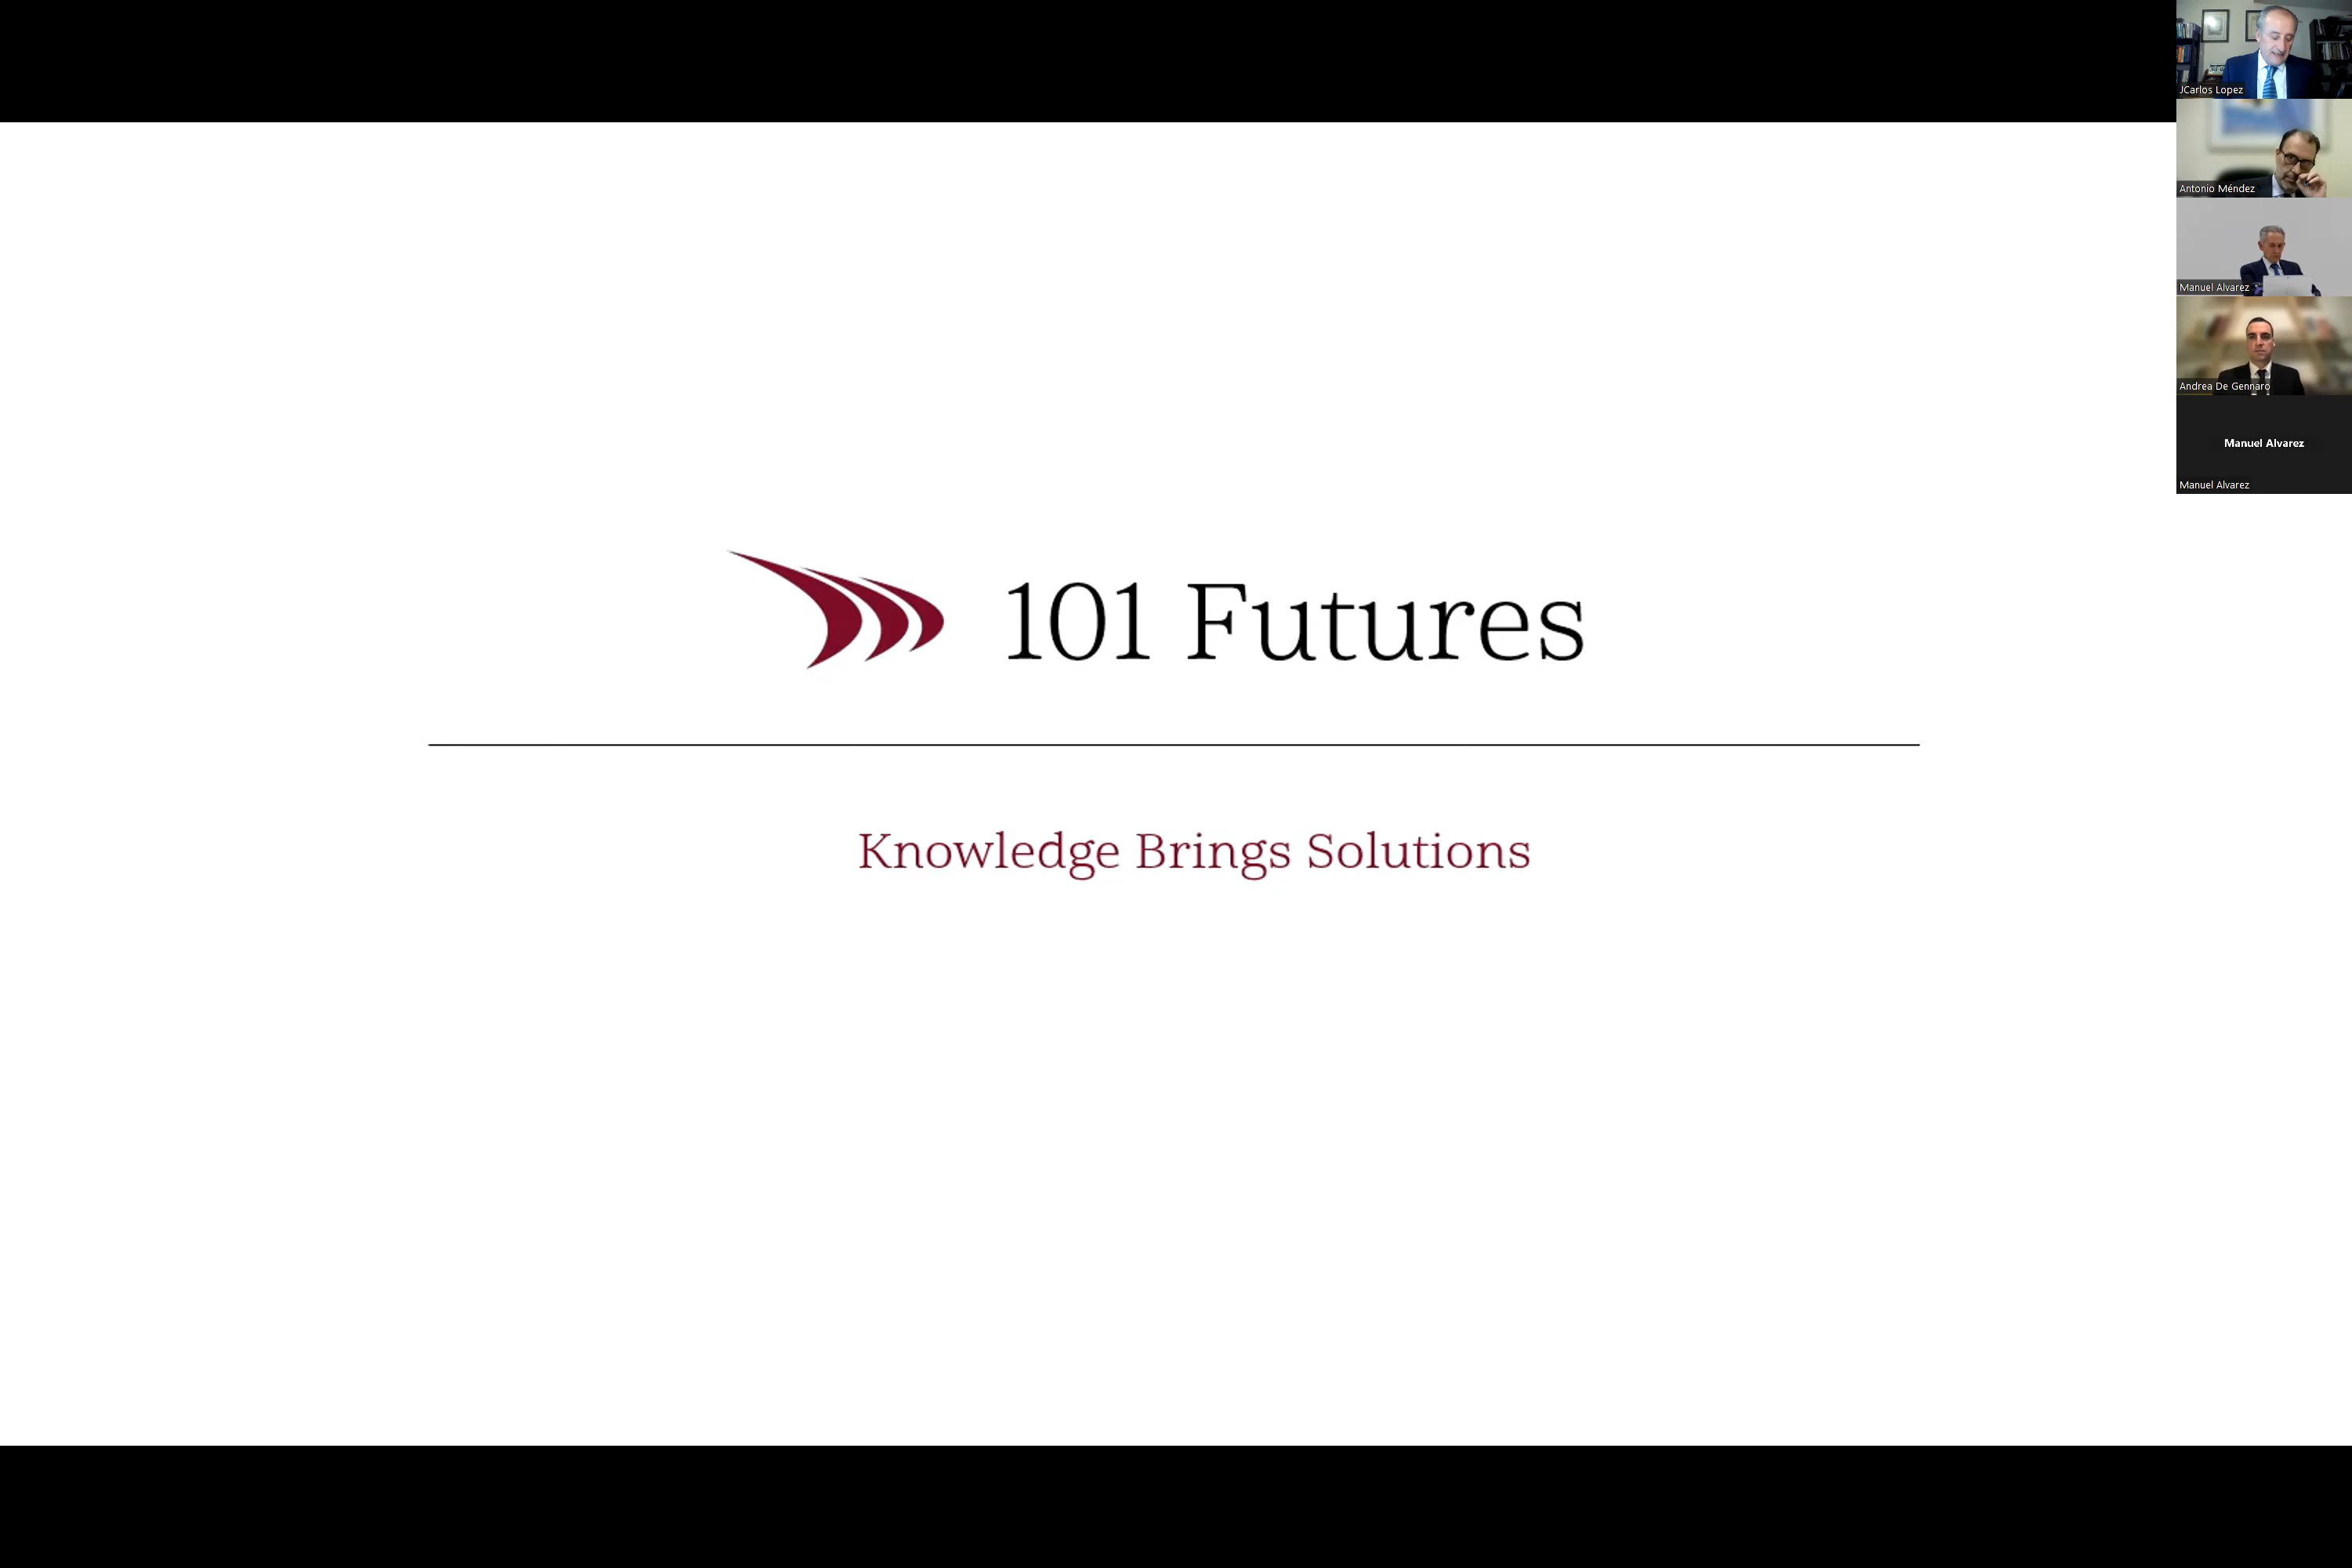 JCarlos Lopez
Antonio Méndez
Manuel Alvarez
Andrea De Gennaro
Manuel Alvarez
Manuel Alvarez
101 Futures
Knowledge Brings Solutions